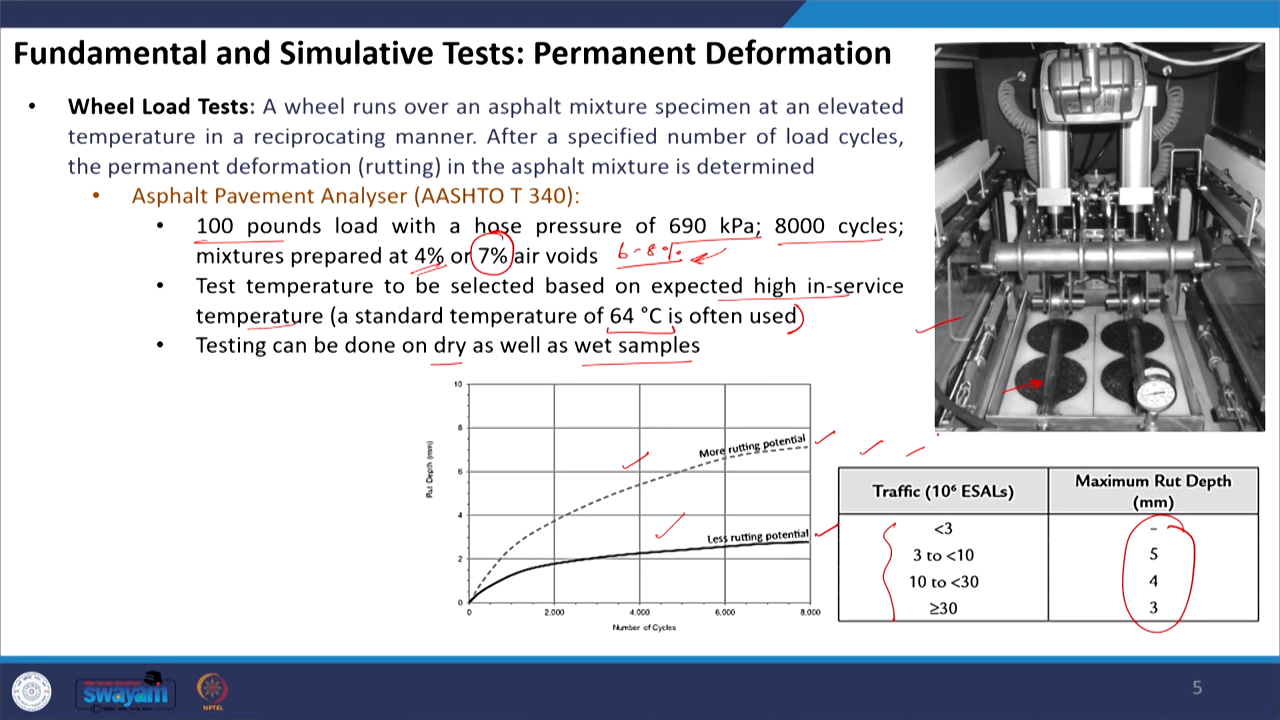 Fundamental and Simulative Tests: Permanent Deformation
• Wheel Load Tests: A wheel runs over an asphalt mixture specimen at an elevated
temperature in a reciprocating manner. After a specified number of load cycles,
the permanent deformation (rutting) in the asphalt mixture is determined
• Asphalt Pavement Analyser (AASHTO T 340):
• 100 pounds load with a hose pressure of 690 kPa; 8000 cycles;
mixtures prepared at 4% or 7% air voids 6-8%
• Test temperature to be selected based on expected high in-service
temperature (a standard temperature of 64 °C is often used)
• Testing can be done on dry as well as wet samples
10
8
6
4
2
0
Rut Depth (mm)
More rutting potential
Less rutting potential
0 2,000 4,000 6,000 8,000
Number of Cycles
Traffic (10⁶ ESALs) Maximum Rut Depth
(mm)
<3 –
3 to <10 5
10 to <30 4
≥30 3
swayam
NPTEL
5